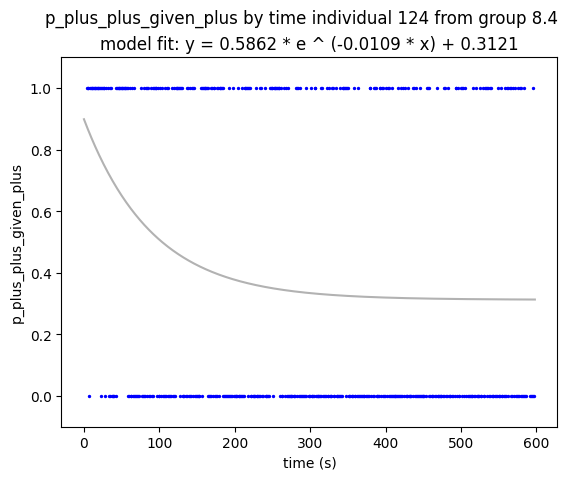 p_plus_plus_given_plus by time individual 124 from group 8.4
model fit: y = 0.5862 * e ^ (-0.0109 * x) + 0.3121
p_plus_plus_given_plus
1.0
0.8
0.6
0.4
0.2
0.0
0 100 200 300 400 500 600
time (s)